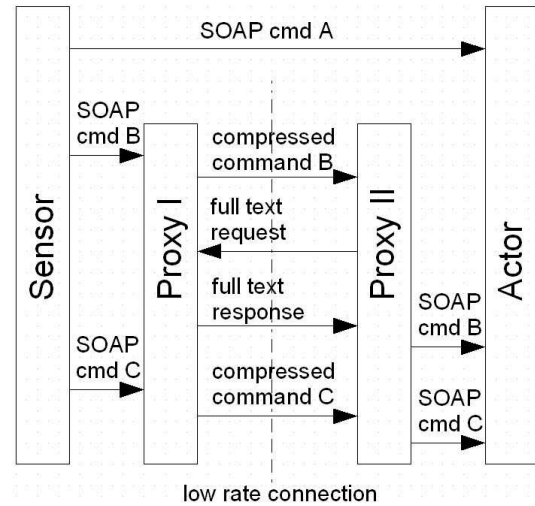 SOAP cmd A
SOAP
cmd B
compressed
command B
full text
request
full text
response
SOAP
cmd B
SOAP
cmd C
compressed
command C
SOAP
cmd C
Sensor
Proxy I
Proxy II
Actor
low rate connection